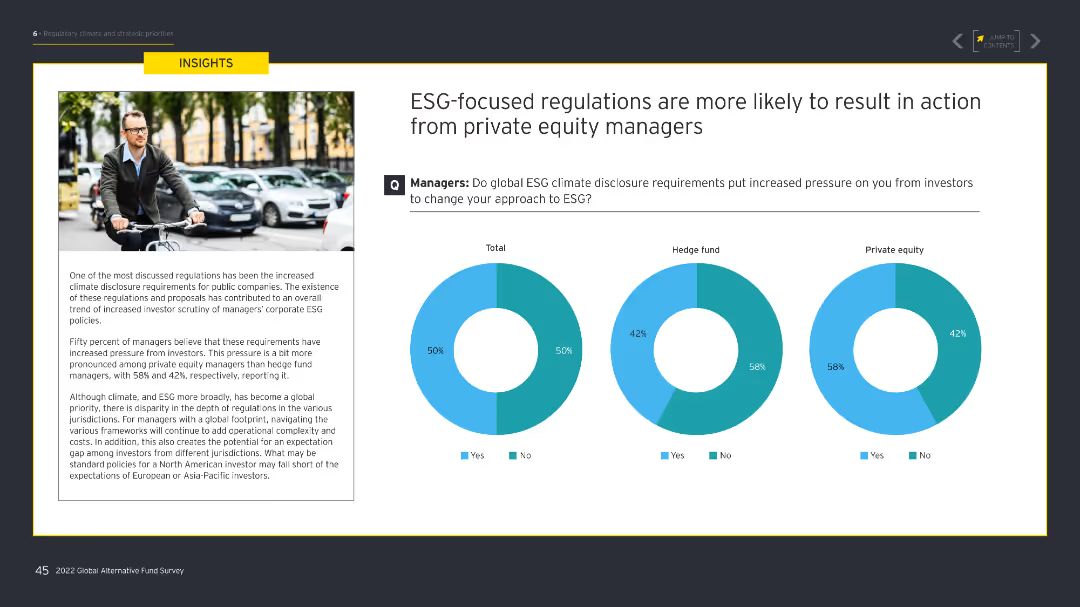 6 • Regulatory climate and strategic priorities
JUMP TO
CONTENTS
INSIGHTS
One of the most discussed regulations has been the increased
climate disclosure requirements for public companies. The existence
of these regulations and proposals has contributed to an overall
trend of increased investor scrutiny of managers' corporate ESG
policies.
Fifty percent of managers believe that these requirements have
increased pressure from investors. This pressure is a bit more
pronounced among private equity managers than hedge fund
managers, with 58% and 42%, respectively, reporting it.
Although climate, and ESG more broadly, has become a global
priority, there is disparity in the depth of regulations in the various
jurisdictions. For managers with a global footprint, navigating the
various frameworks will continue to add operational complexity and
costs. In addition, this also creates the potential for an expectation
gap among investors from different jurisdictions. What may be
standard policies for a North American investor may fall short of the
expectations of European or Asia-Pacific investors.
ESG-focused regulations are more likely to result in action
from private equity managers
Q Managers: Do global ESG climate disclosure requirements put increased pressure on you from investors
to change your approach to ESG?
Total
50%
50%
Yes No
Hedge fund
42%
58%
Yes No
Private equity
42%
58%
Yes No
45 2022 Global Alternative Fund Survey